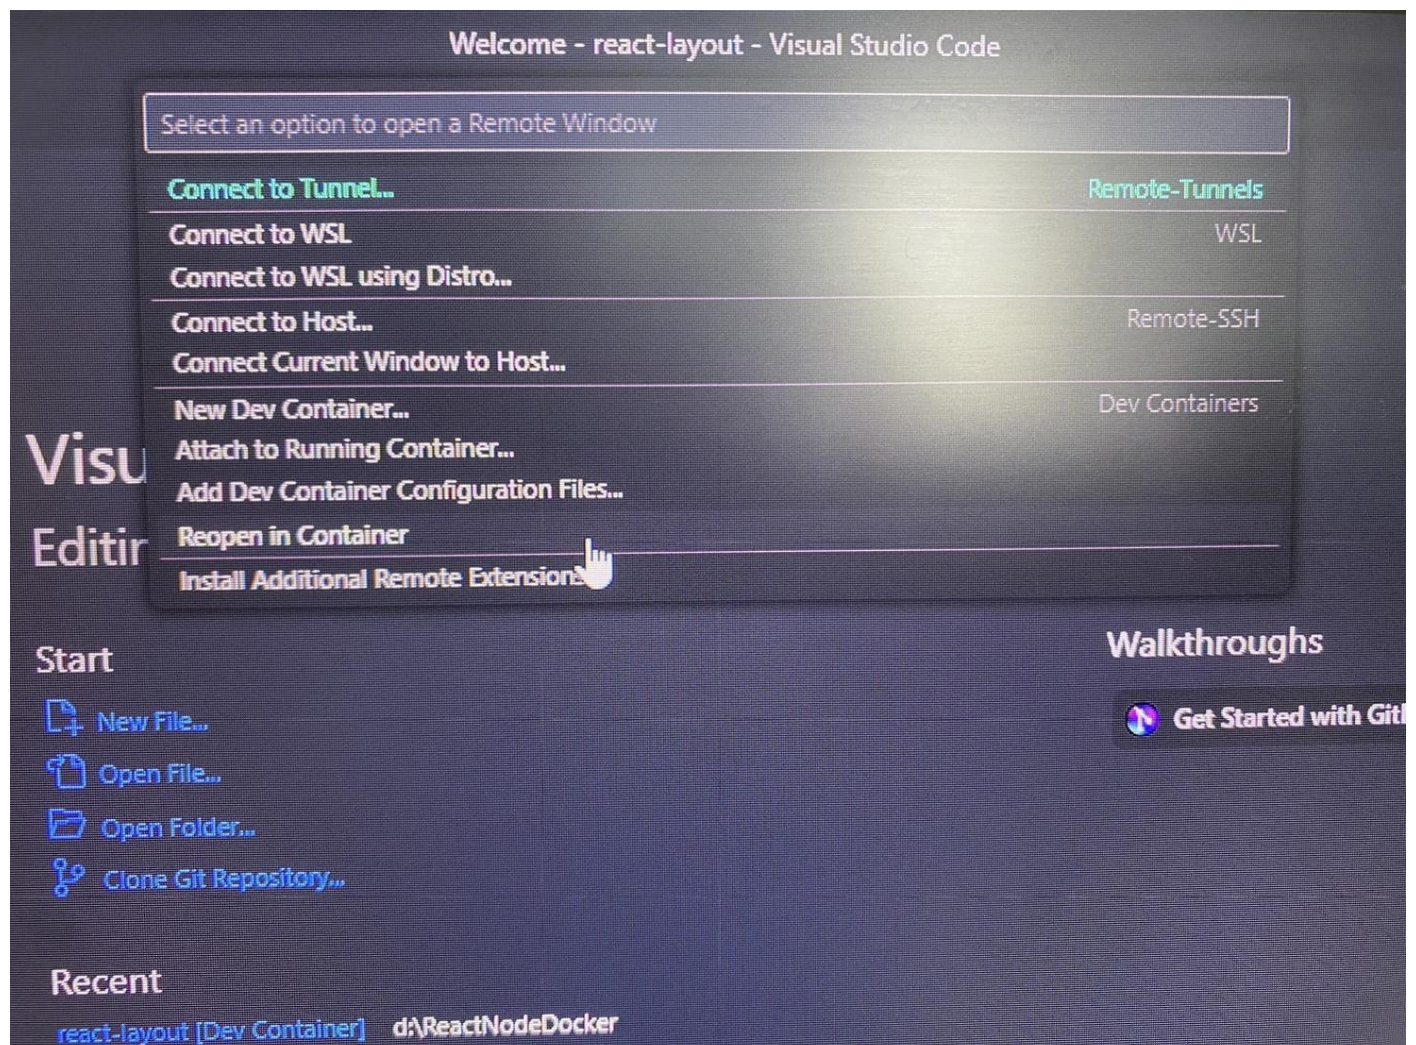 Welcome - react-layout - Visual Studio Code
Select an option to open a Remote Window
Connect to Tunnel... Remote-Tunnels
Connect to WSL WSL
Connect to WSL using Distro...
Connect to Host... Remote-SSH
Connect Current Window to Host...
New Dev Container... Dev Containers
Attach to Running Container...
Add Dev Container Configuration Files...
Reopen in Container
Install Additional Remote Extensions
Visu
Editin
Start
Walkthroughs
New File...
Get Started with Git
Open File...
Open Folder...
Clone Git Repository...
Recent
react-layout [Dev Container] d:\ReactNodeDocker